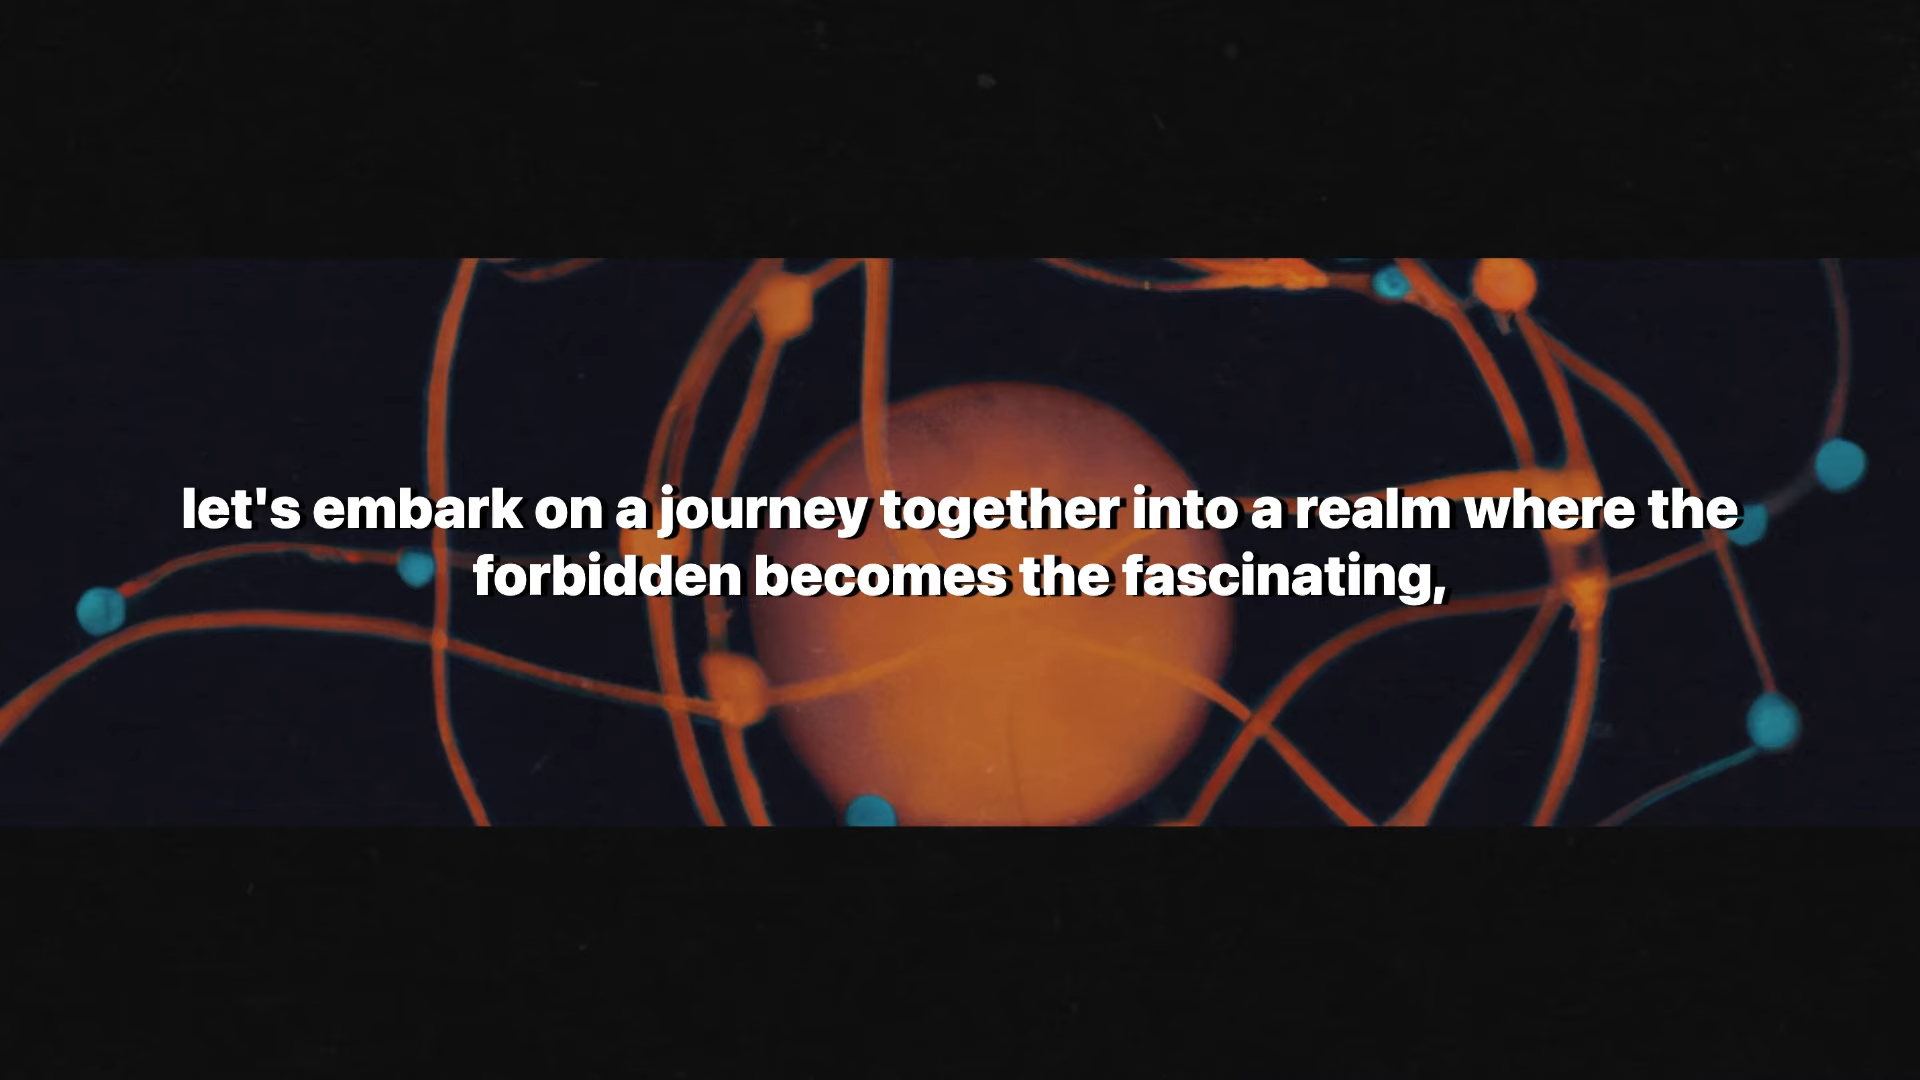 let's embark on a journey together into a realm where the
forbidden becomes the fascinating,